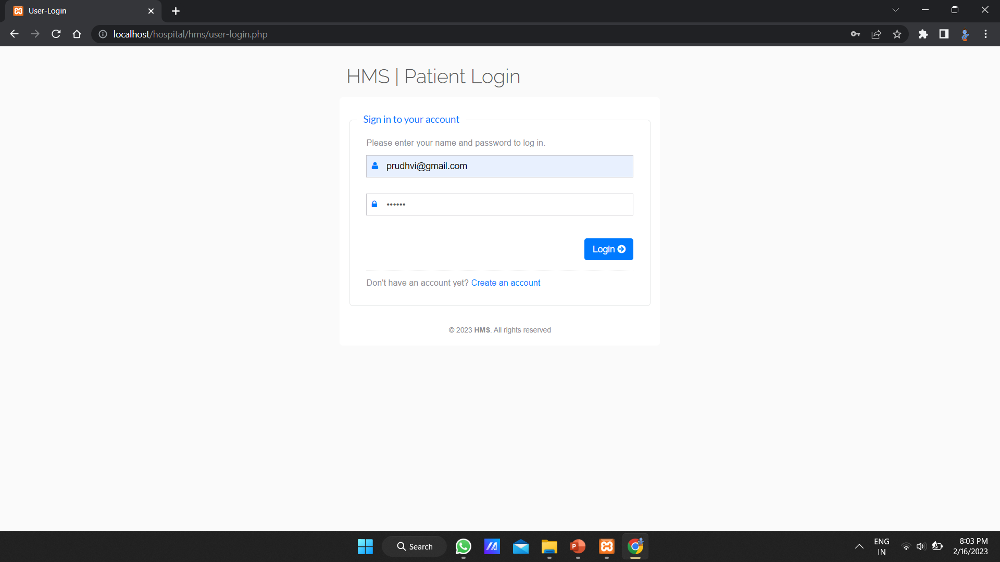 User-Login
localhost/hospital/hms/user-login.php
HMS | Patient Login
Sign in to your account
Please enter your name and password to log in.
prudhvi@gmail.com
••••••
Login
Don't have an account yet? Create an account
© 2023 HMS. All rights reserved
Search
ENG
IN
8:03 PM
2/16/2023